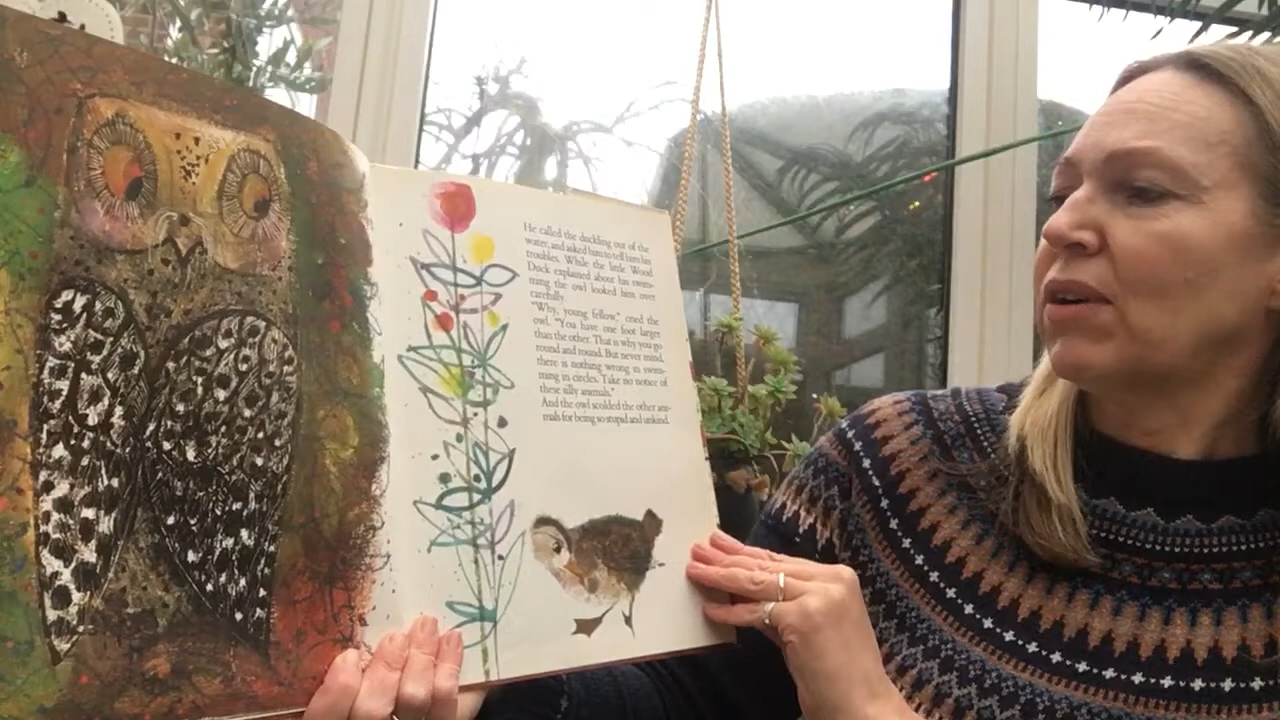 He called the duckling out of the
water, and asked him to tell him his
troubles. While the little Wood
Duck explained about his swim-
ming the owl looked him over
carefully.
"Why, young fellow," cried the
owl. "You have one foot larger
than the other. That is why you go
round and round. But never mind,
there is nothing wrong in swim-
ming in circles. Take no notice of
these silly animals."
And the owl scolded the other ani-
mals for being so stupid and unkind.